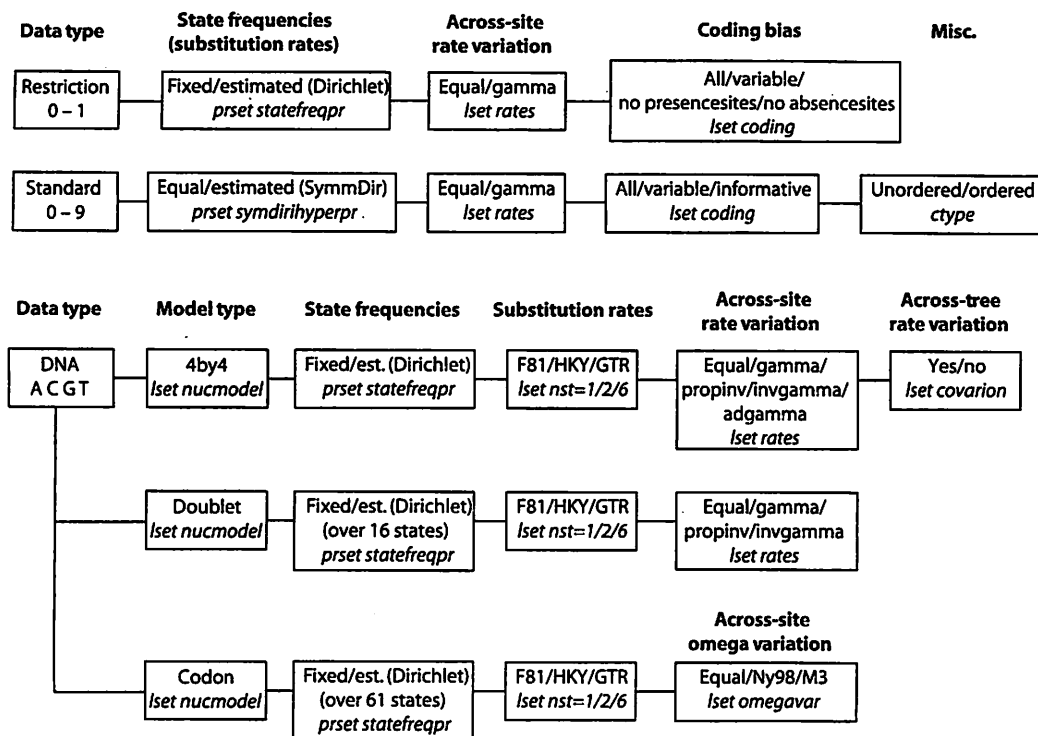 Data type
State frequencies
(substitution rates)
Across-site
rate variation
Coding bias
Misc.
Restriction
0 – 1
Fixed/estimated (Dirichlet)
prset statefreqpr
Equal/gamma
lset rates
All/variable/
no presencesites/no absencesites
lset coding
Standard
0 – 9
Equal/estimated (SymmDir)
prset symdirihyperpr
Equal/gamma
lset rates
All/variable/informative
lset coding
Unordered/ordered
ctype
Data type
Model type
State frequencies
Substitution rates
Across-site
rate variation
Across-tree
rate variation
DNA
A C G T
4by4
lset nucmodel
Fixed/est. (Dirichlet)
prset statefreqpr
F81/HKY/GTR
lset nst=1/2/6
Equal/gamma/
propinv/invgamma/
adgamma
lset rates
Yes/no
lset covarion
Doublet
lset nucmodel
Fixed/est. (Dirichlet)
(over 16 states)
prset statefreqpr
F81/HKY/GTR
lset nst=1/2/6
Equal/gamma/
propinv/invgamma
lset rates
Across-site
omega variation
Codon
lset nucmodel
Fixed/est. (Dirichlet)
(over 61 states)
prset statefreqpr
F81/HKY/GTR
lset nst=1/2/6
Equal/Ny98/M3
lset omegavar